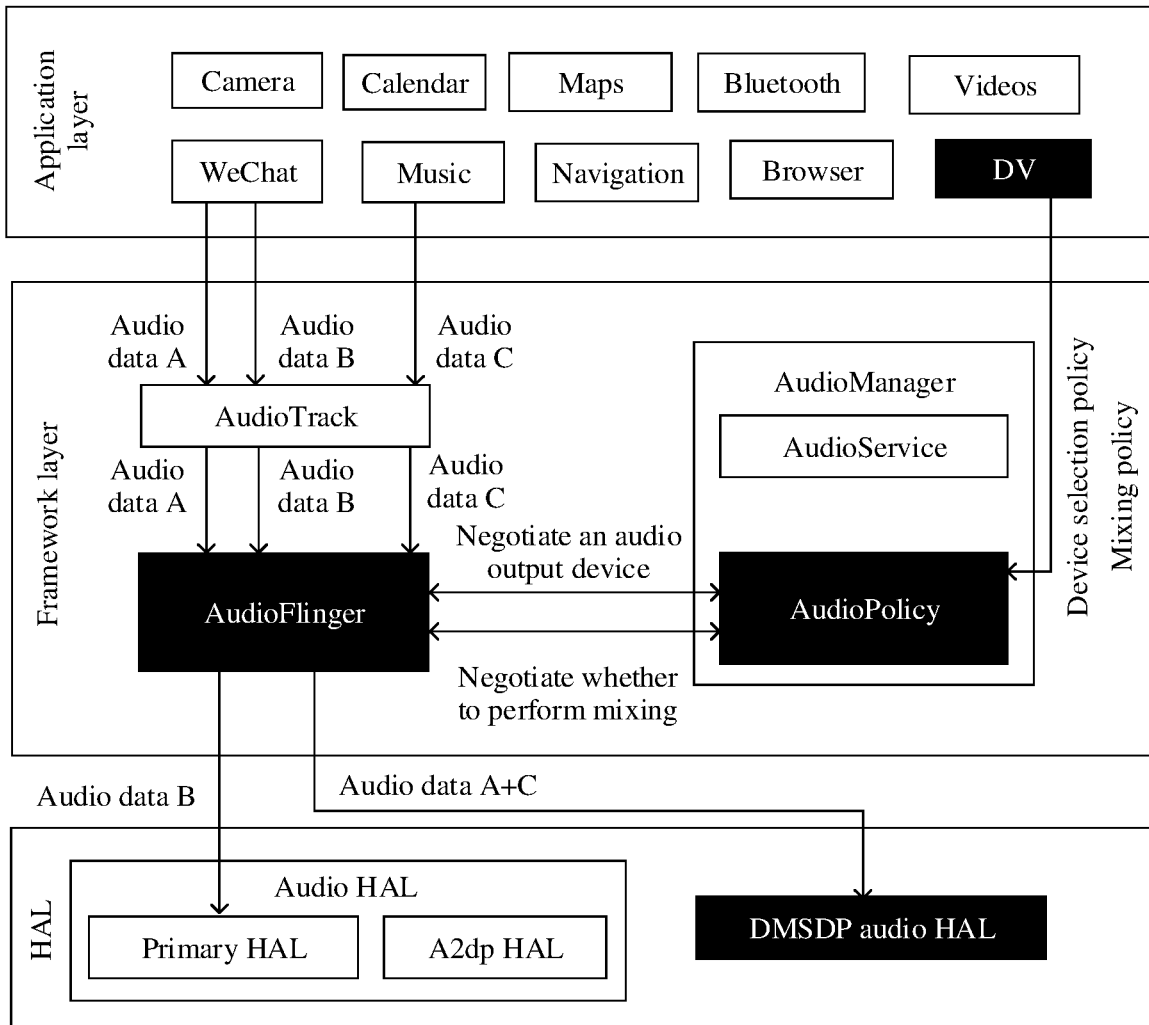 Application
layer
Camera
Calendar
Maps
Bluetooth
Videos
WeChat
Music
Navigation
Browser
DV
Framework layer
Audio
data A
Audio
data B
Audio
data C
AudioTrack
Audio
data A
Audio
data B
Audio
data C
AudioFlinger
Negotiate an audio
output device
Negotiate whether
to perform mixing
AudioManager
AudioService
AudioPolicy
Device selection policy
Mixing policy
Audio data B
Audio data A+C
HAL
Audio HAL
Primary HAL
A2dp HAL
DMSDP audio HAL